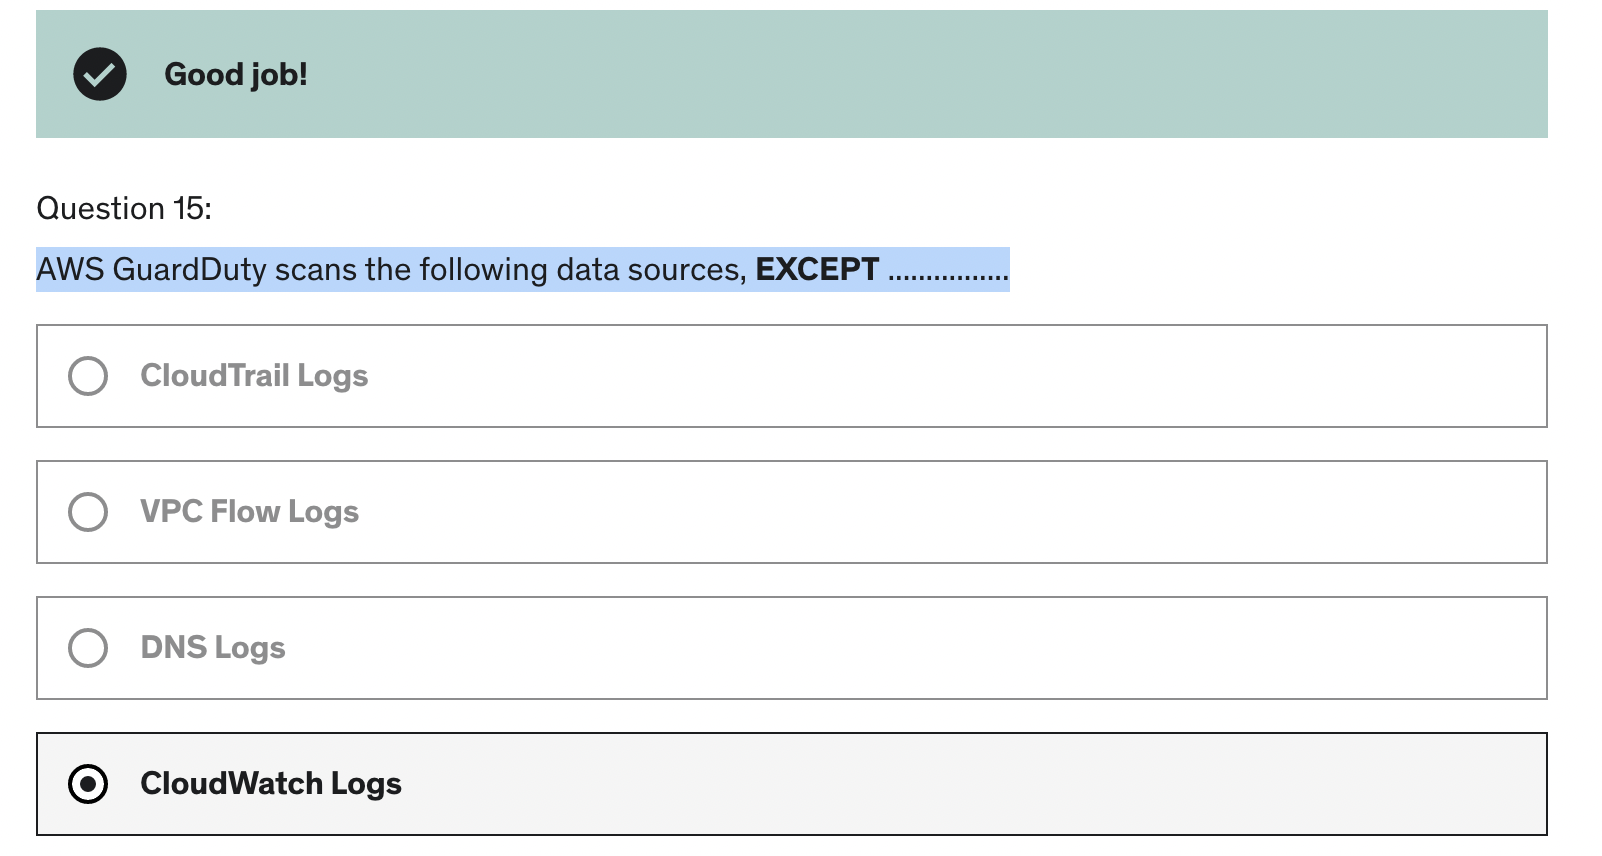 Good job!
Question 15:
AWS GuardDuty scans the following data sources, EXCEPT ................
CloudTrail Logs
VPC Flow Logs
DNS Logs
CloudWatch Logs